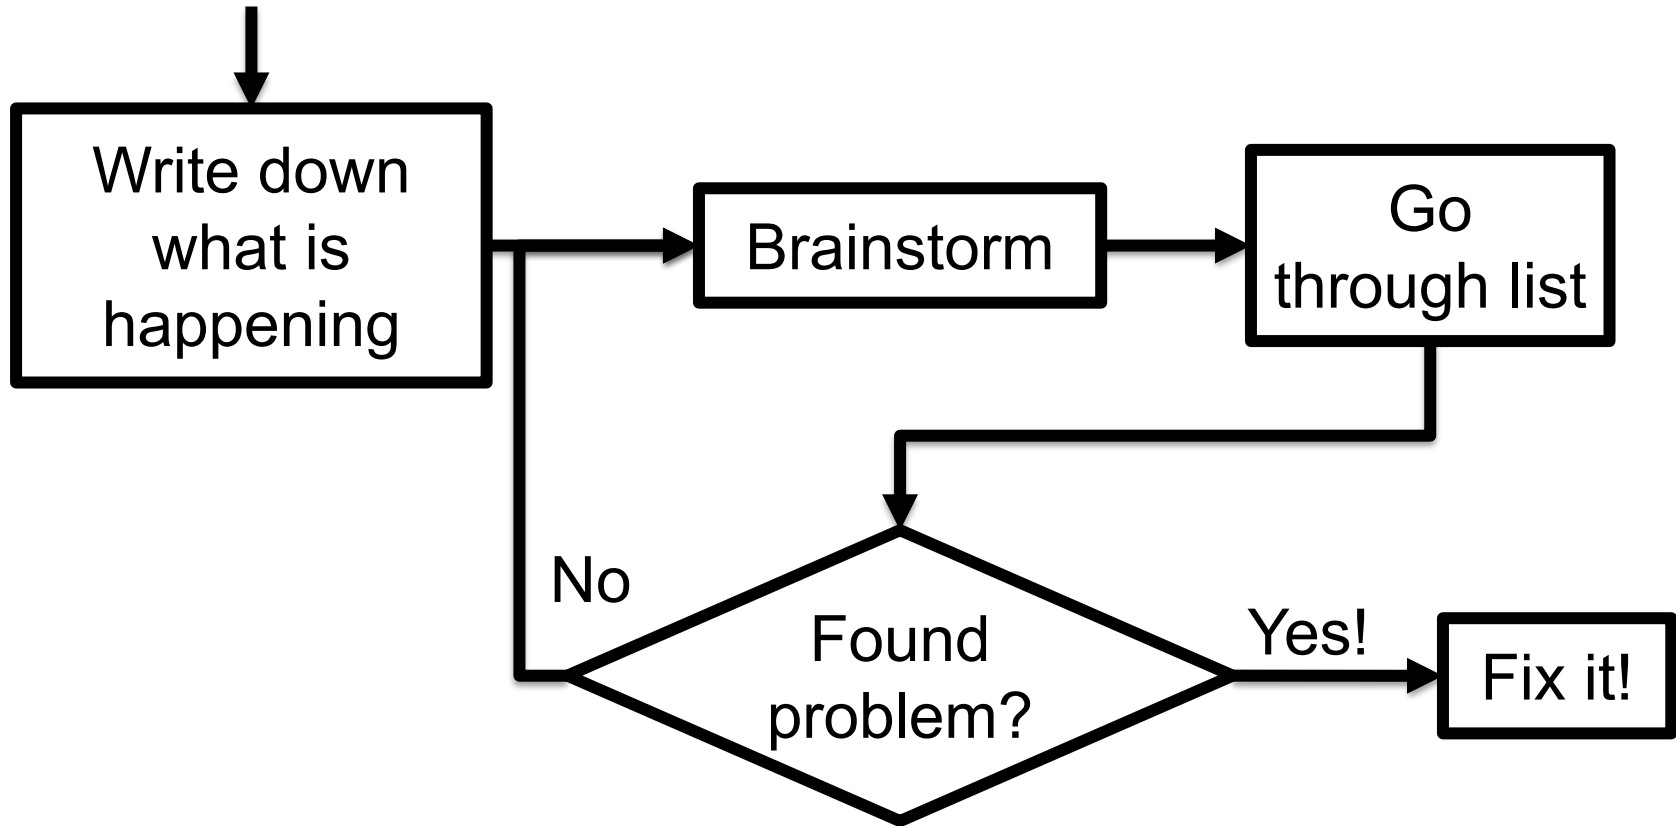 Write down
what is
happening
Brainstorm
Go
through list
No
Found
problem?
Yes!
Fix it!